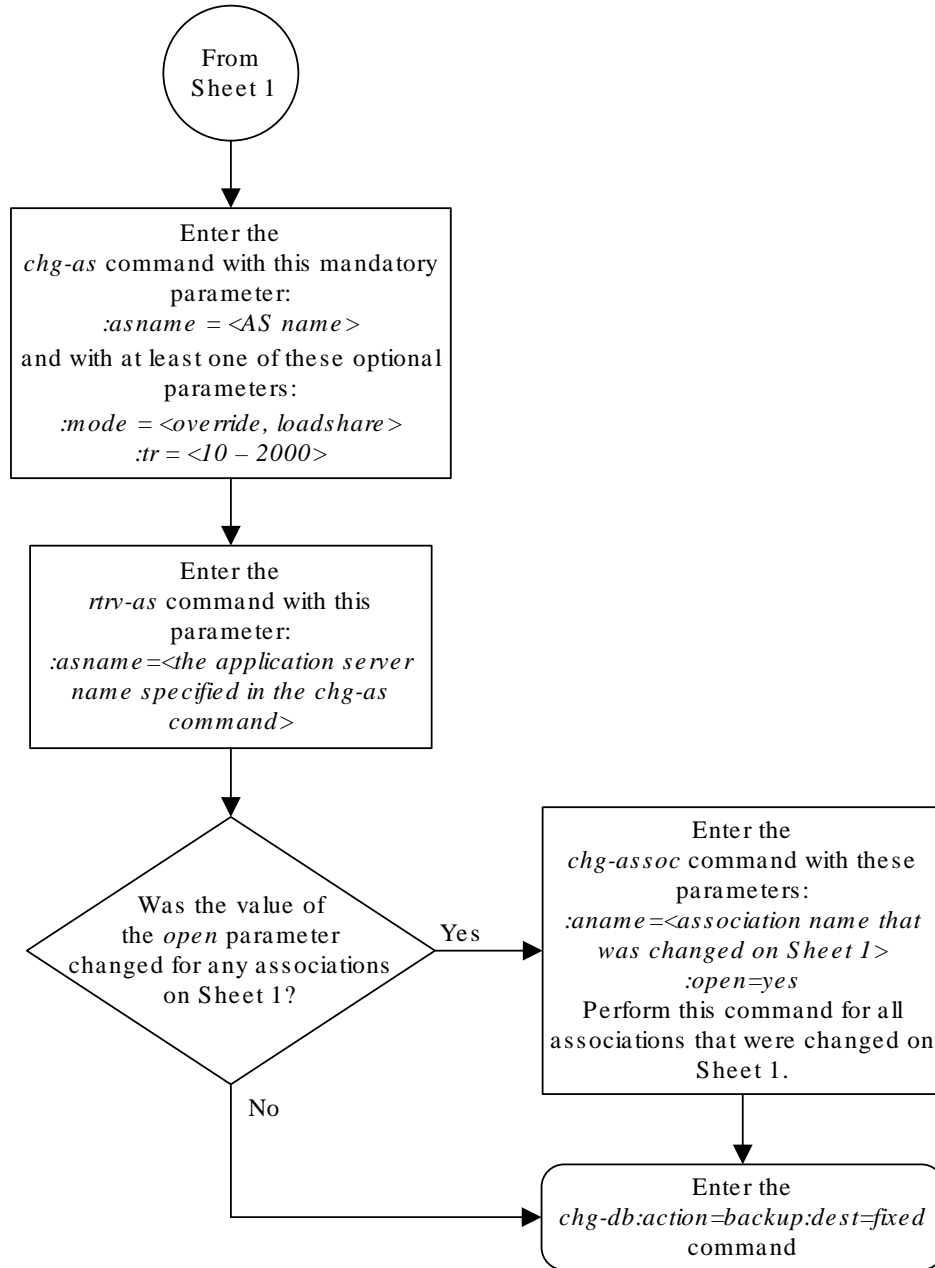 From
Sheet 1
Enter the
chg-as command with this mandatory
parameter:
:asname = <AS name>
and with at least one of these optional
parameters:
:mode = <override, loadshare>
:tr = <10 – 2000>
Enter the
rtrv-as command with this
parameter:
:asname=<the application server
name specified in the chg-as
command>
Was the value of
the open parameter
changed for any associations
on Sheet 1?
Yes
Enter the
chg-assoc command with these
parameters:
:aname=<association name that
was changed on Sheet 1>
:open=yes
Perform this command for all
associations that were changed on
Sheet 1.
No
Enter the
chg-db:action=backup:dest=fixed
command